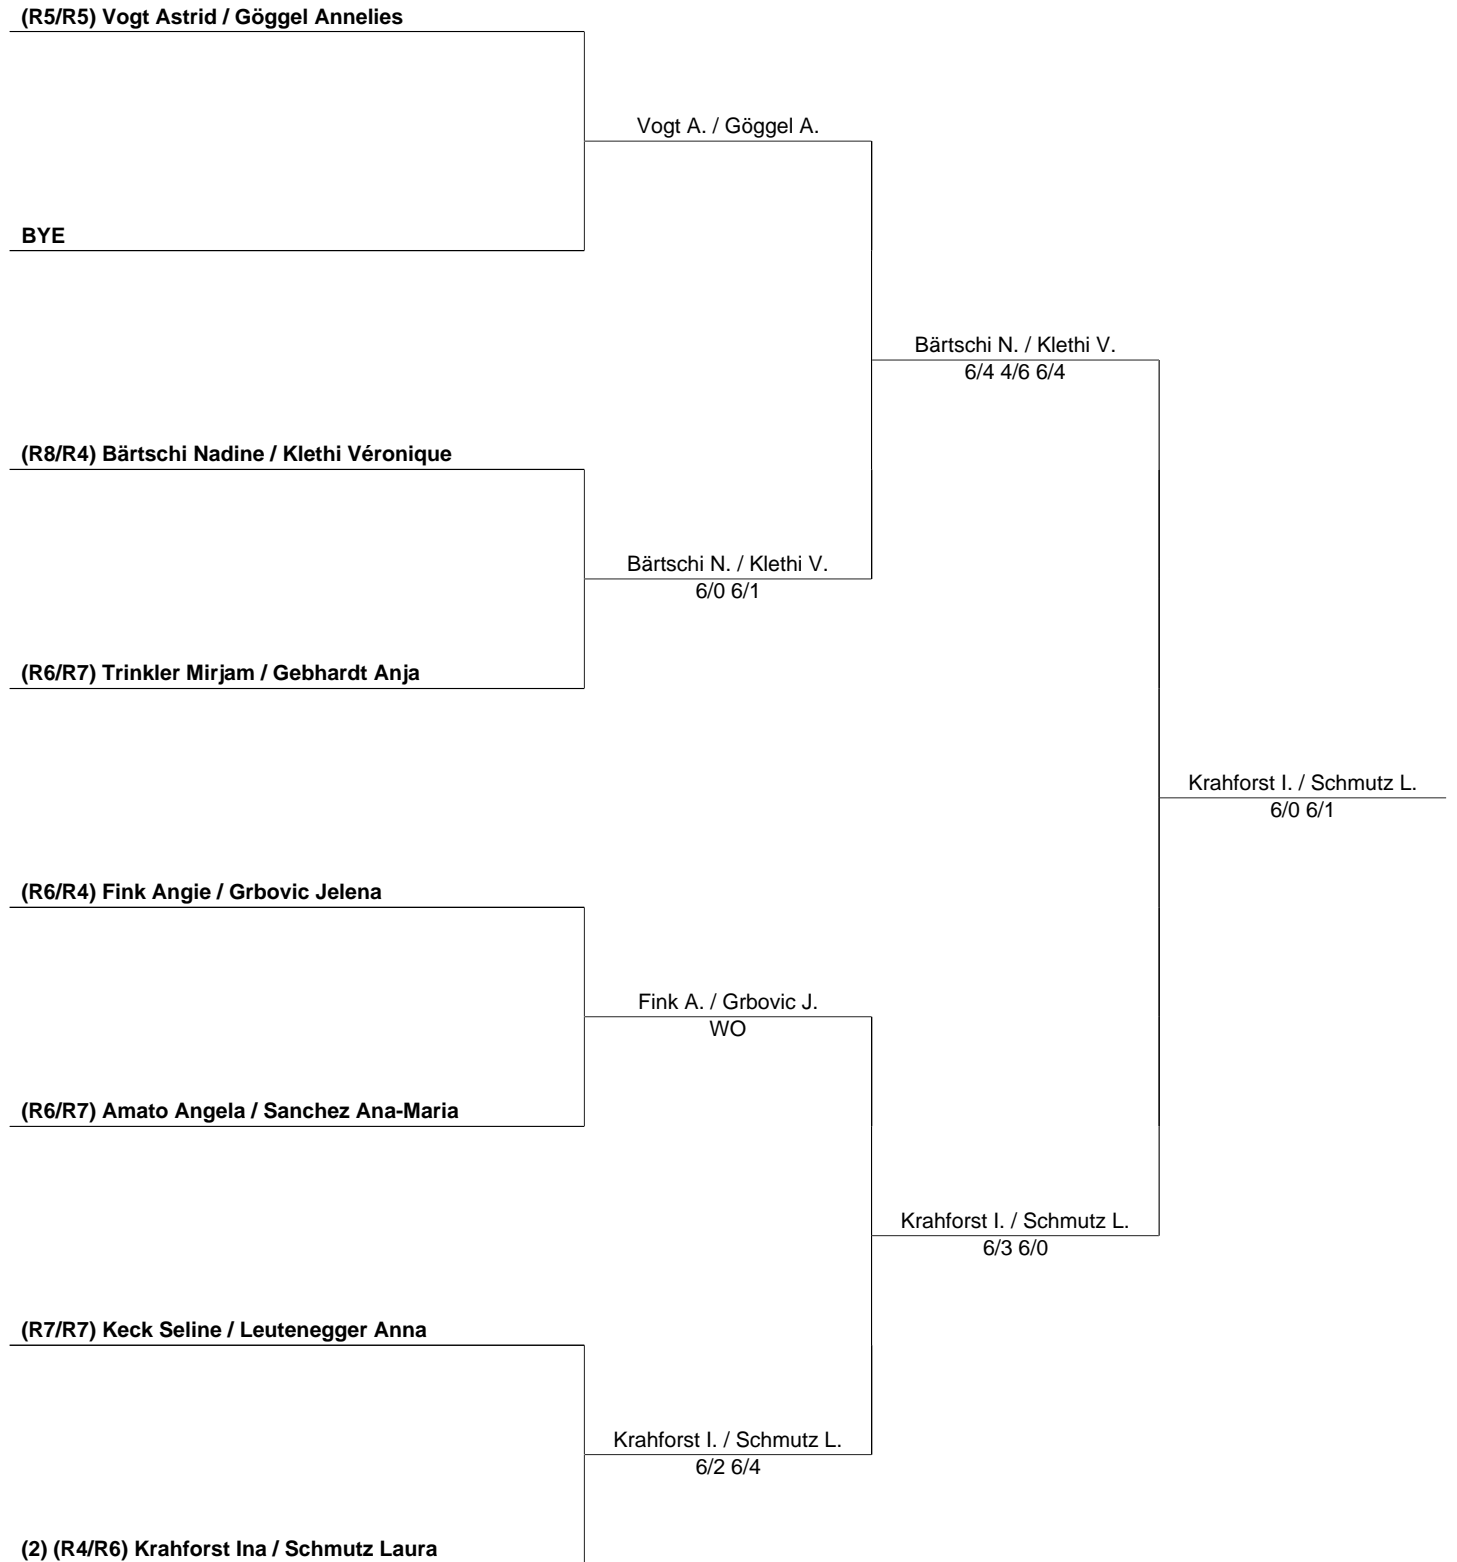 (R5/R5) Vogt Astrid / Göggel Annelies
Vogt A. / Göggel A.
BYE
Bärtschi N. / Klethi V.
6/4 4/6 6/4
(R8/R4) Bärtschi Nadine / Klethi Véronique
Bärtschi N. / Klethi V.
6/0 6/1
(R6/R7) Trinkler Mirjam / Gebhardt Anja
Krahforst I. / Schmutz L.
6/0 6/1
(R6/R4) Fink Angie / Grbovic Jelena
Fink A. / Grbovic J.
WO
(R6/R7) Amato Angela / Sanchez Ana-Maria
Krahforst I. / Schmutz L.
6/3 6/0
(R7/R7) Keck Seline / Leutenegger Anna
Krahforst I. / Schmutz L.
6/2 6/4
(2) (R4/R6) Krahforst Ina / Schmutz Laura